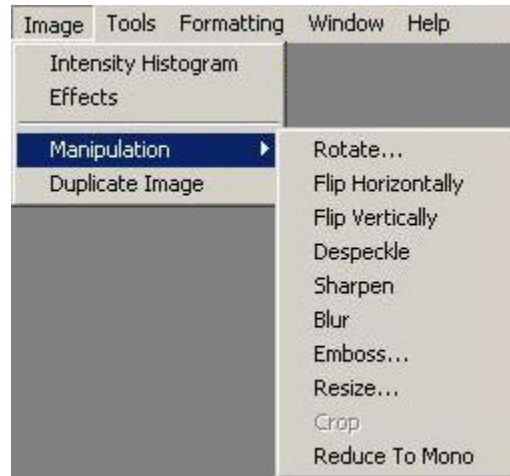 Image Tools Formatting Window Help
Intensity Histogram
Effects
Manipulation
Duplicate Image
Rotate...
Flip Horizontally
Flip Vertically
Despeckle
Sharpen
Blur
Emboss...
Resize...
Crop
Reduce To Mono